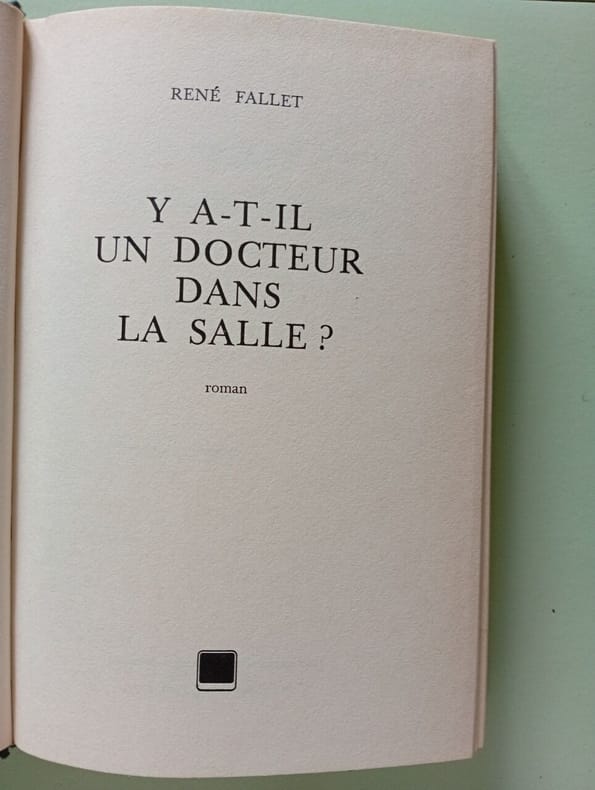 RENÉ FALLET
Y A-T-IL
UN DOCTEUR
DANS
LA SALLE ?
roman